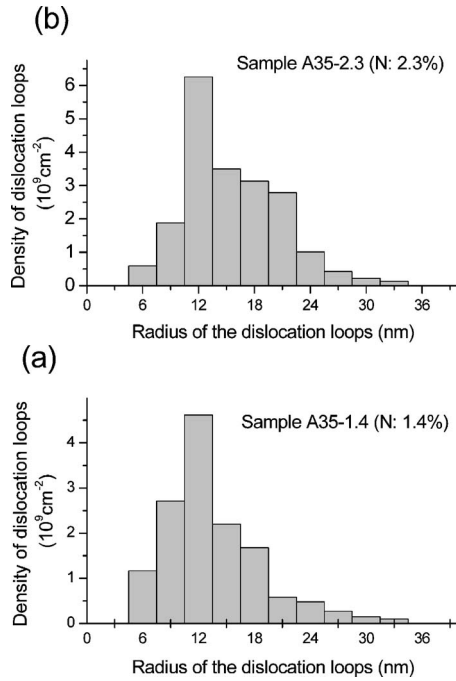 (b)
Sample A35-2.3 (N: 2.3%)
Density of dislocation loops
(10⁹cm⁻²)
6
5
4
3
2
1
0
0 6 12 18 24 30 36
Radius of the dislocation loops (nm)
(a)
Sample A35-1.4 (N: 1.4%)
Density of dislocation loops
(10⁹cm⁻²)
4
3
2
1
0
0 6 12 18 24 30 36
Radius of the dislocation loops (nm)